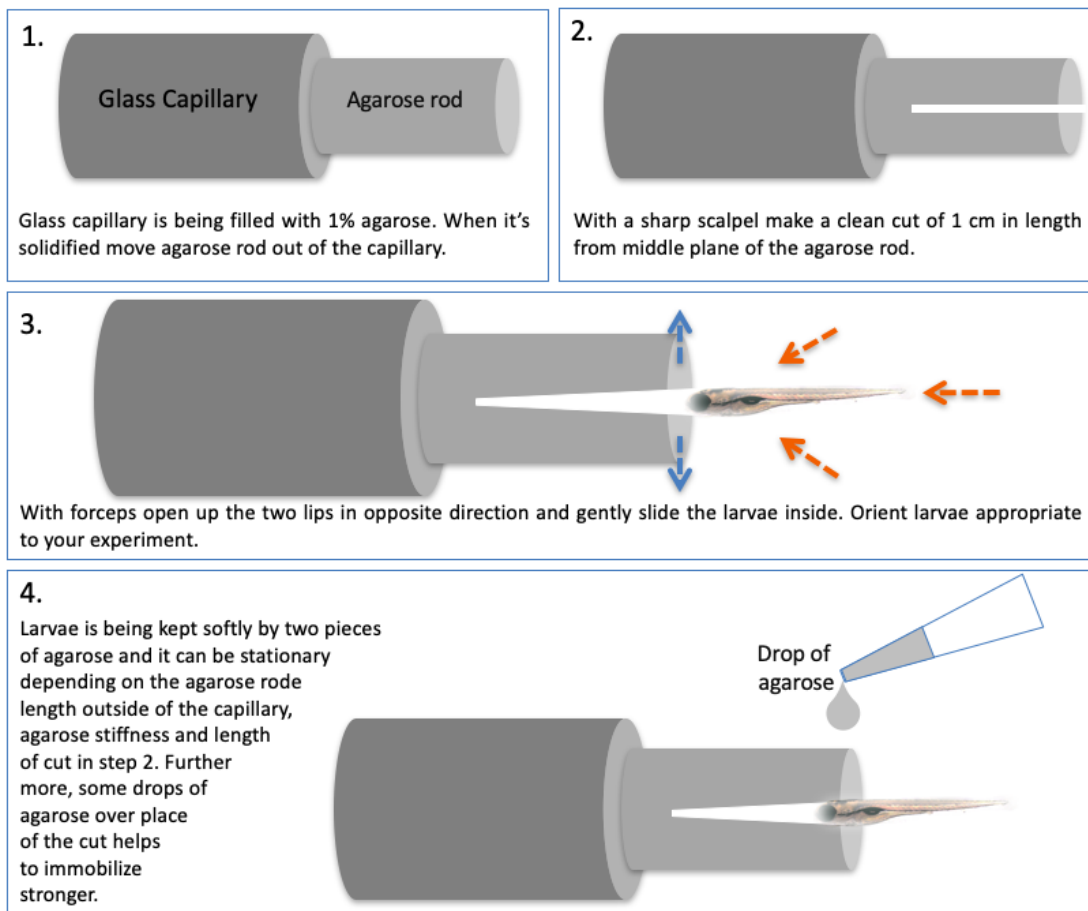 1.
Glass Capillary
Agarose rod
Glass capillary is being filled with 1% agarose. When it's
solidified move agarose rod out of the capillary.
2.
With a sharp scalpel make a clean cut of 1 cm in length
from middle plane of the agarose rod.
3.
With forceps open up the two lips in opposite direction and gently slide the larvae inside. Orient larvae appropriate
to your experiment.
4.
Larvae is being kept softly by two pieces
of agarose and it can be stationary
depending on the agarose rode
length outside of the capillary,
agarose stiffness and length
of cut in step 2. Further
more, some drops of
agarose over place
of the cut helps
to immobilize
stronger.
Drop of
agarose